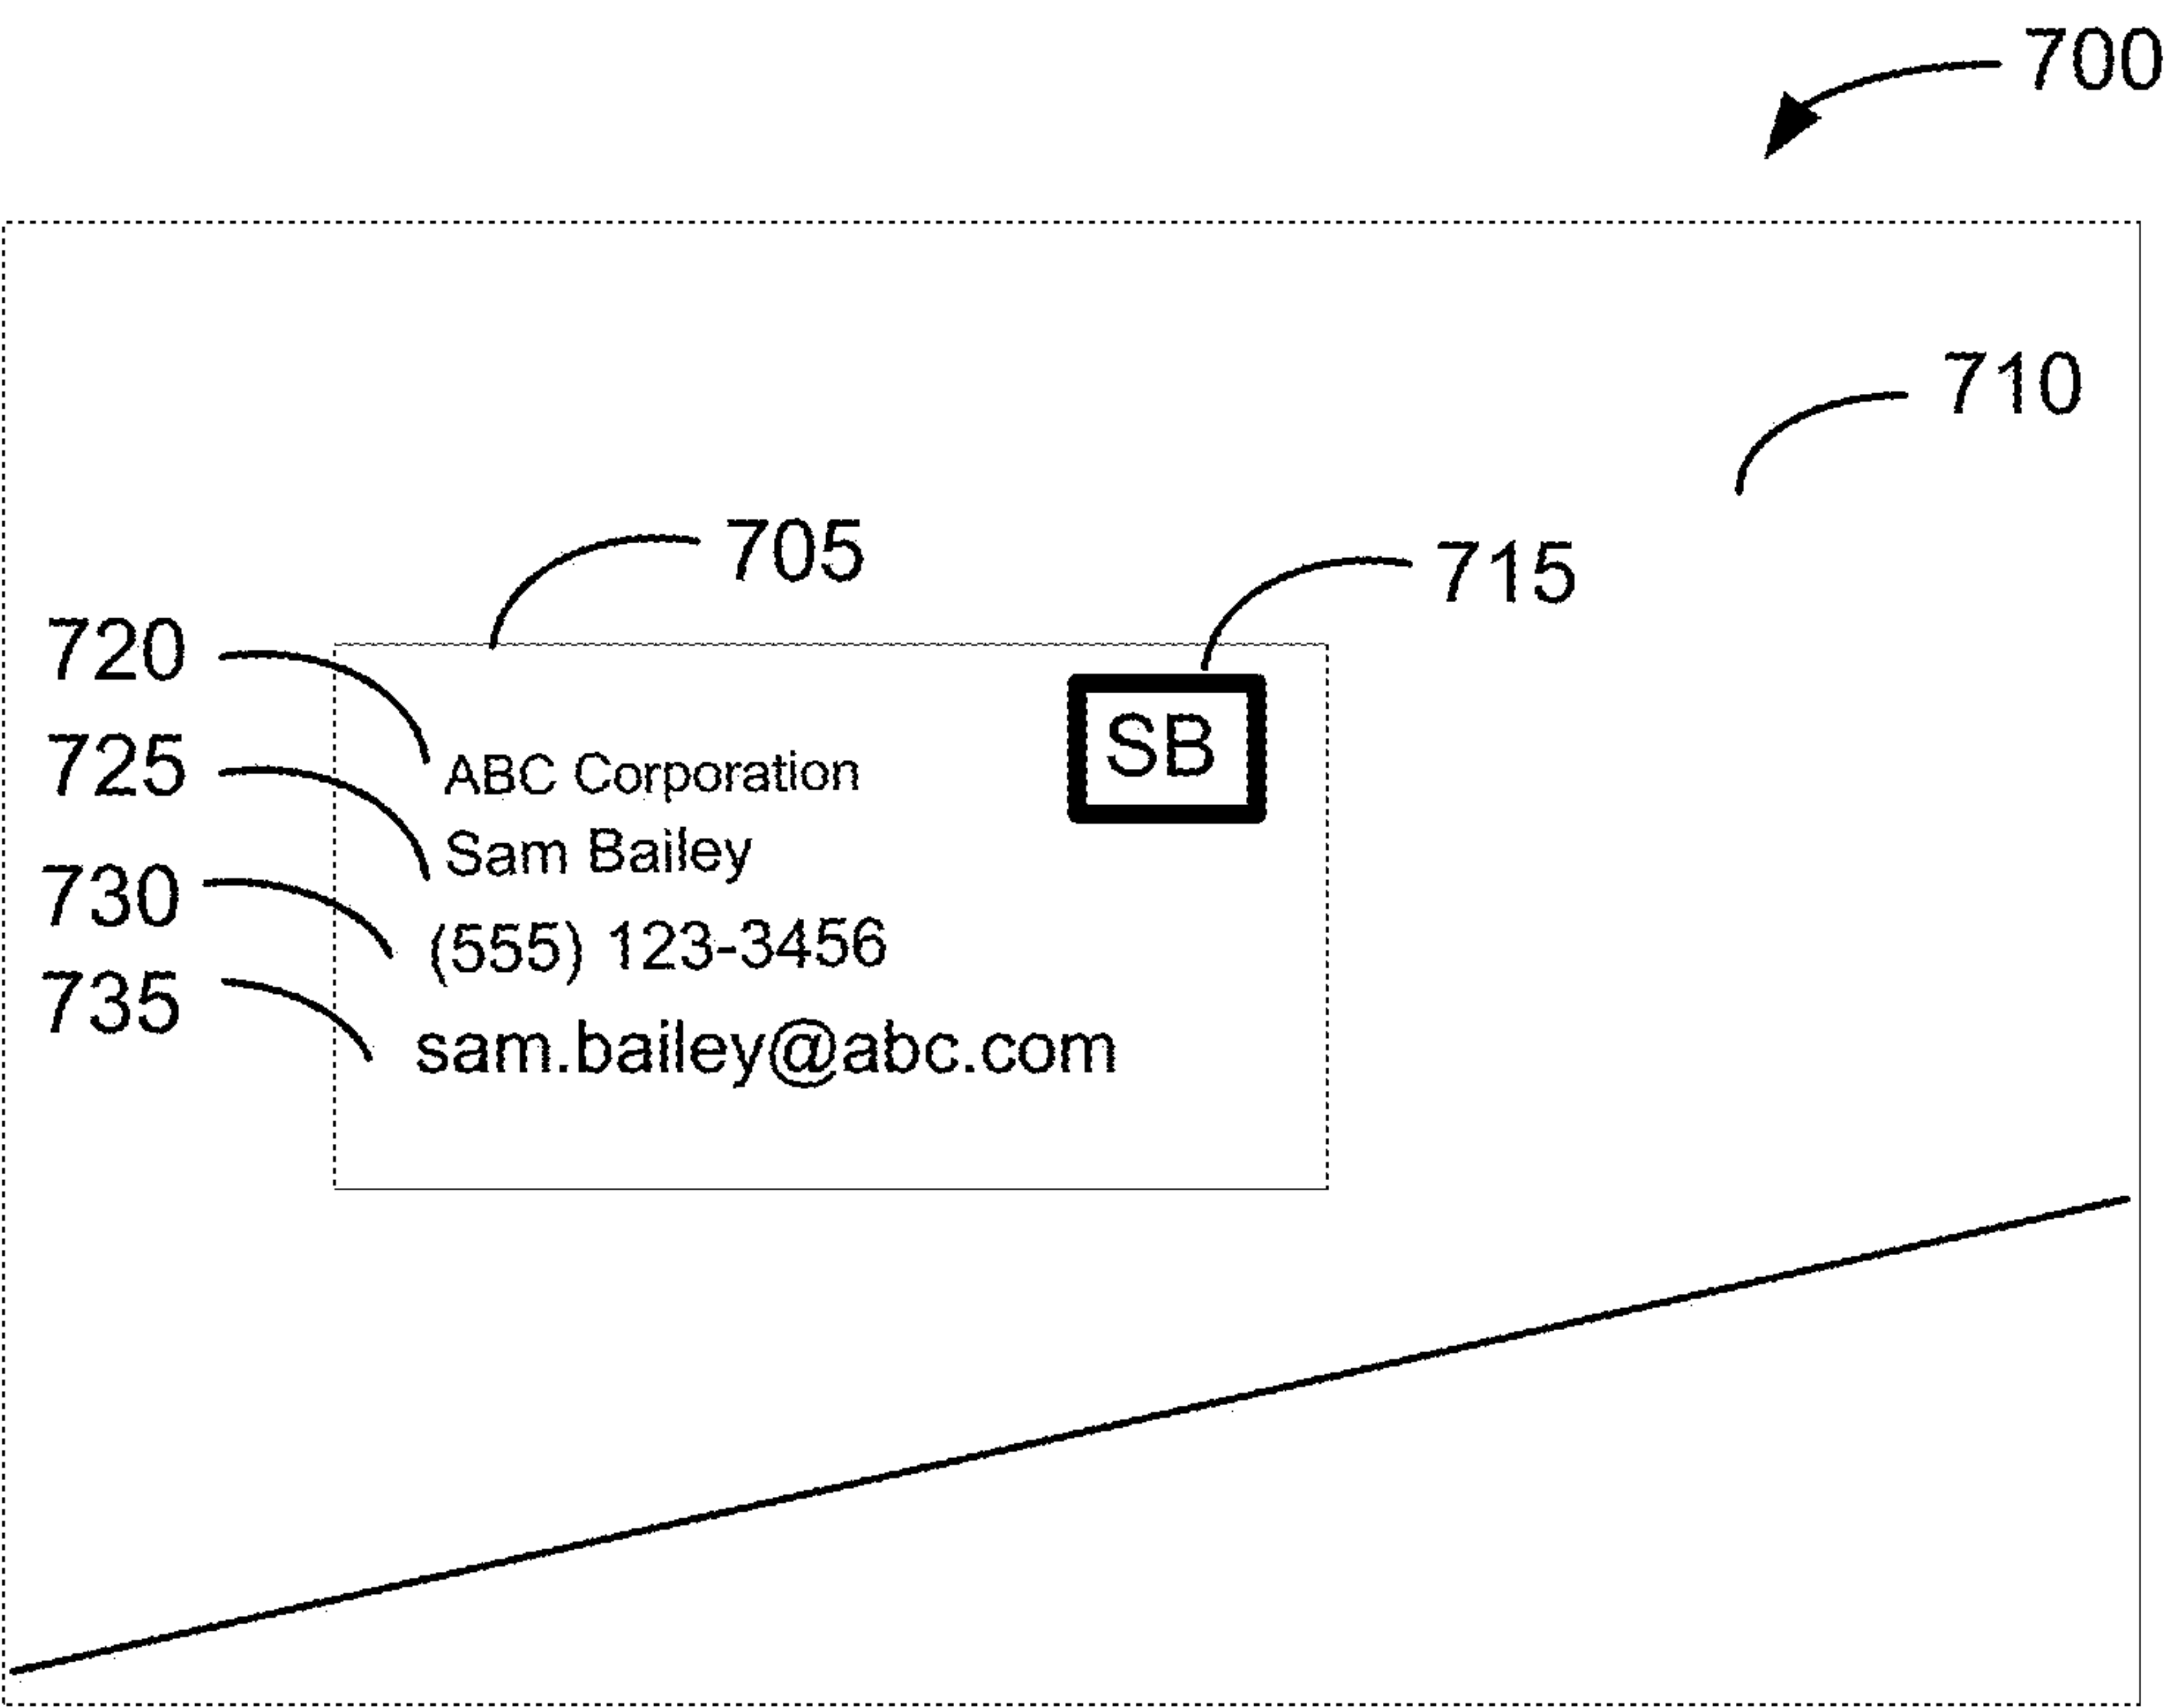 700
710
705
715
720
SB
ABC Corporation
725
Sam Bailey
730
(555) 123-3456
735
sam.bailey@abc.com